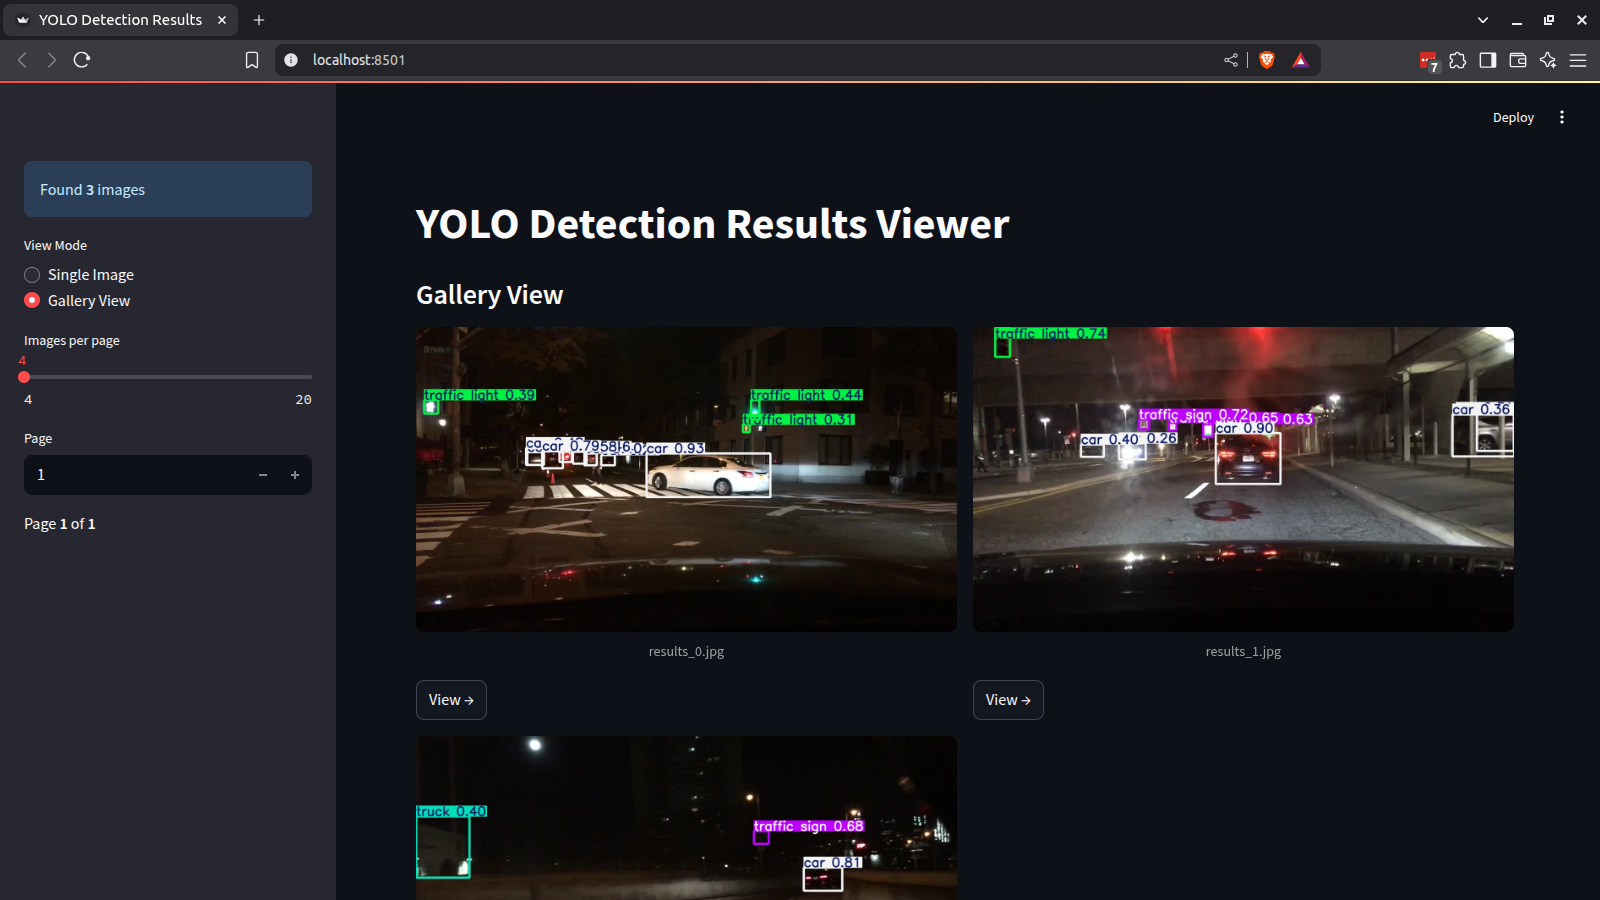 YOLO Detection Results
localhost:8501
7
Deploy
Found 3 images
View Mode
Single Image
Gallery View
Images per page
4
4 20
Page
1
Page 1 of 1
YOLO Detection Results Viewer
Gallery View
traffic light 0.39
traffic light 0.44
traffic light 0.31
car 0.79
car 0.93
results_0.jpg
View →
traffic light 0.74
traffic sign 0.72
0.65
0.63
car 0.36
car 0.90
car 0.40
0.26
results_1.jpg
View →
truck 0.40
traffic sign 0.68
car 0.81